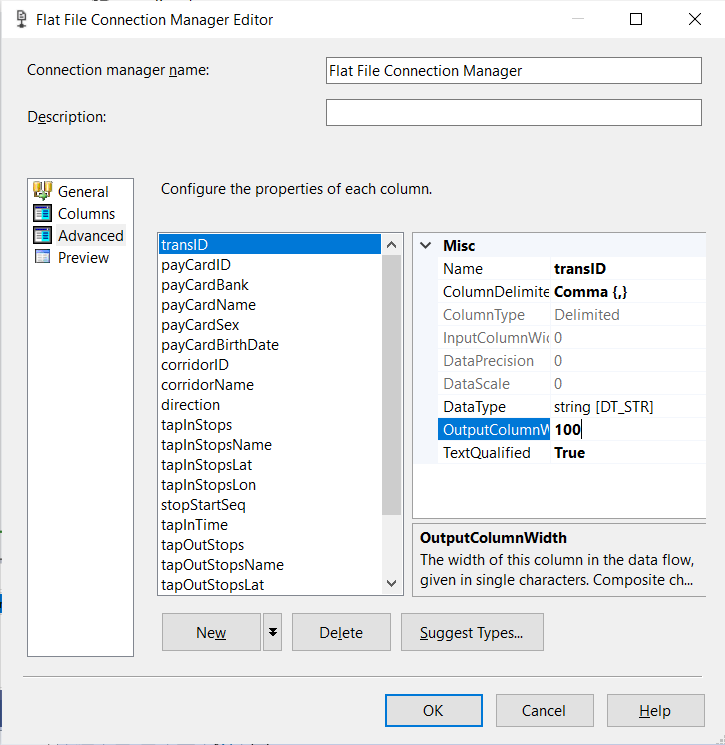 Flat File Connection Manager Editor
Connection manager name:
Flat File Connection Manager
Description:
General
Columns
Advanced
Preview
Configure the properties of each column.
transID
payCardID
payCardBank
payCardName
payCardSex
payCardBirthDate
corridorID
corridorName
direction
tapInStops
tapInStopsName
tapInStopsLat
tapInStopsLon
stopStartSeq
tapInTime
tapOutStops
tapOutStopsName
tapOutStopsLat
Misc
Name transID
ColumnDelimite Comma {,}
ColumnType Delimited
InputColumnWi 0
DataPrecision 0
DataScale 0
DataType string [DT_STR]
OutputColumnW 100
TextQualified True
OutputColumnWidth
The width of this column in the data flow,
given in single characters. Composite ch...
New
Delete
Suggest Types...
OK
Cancel
Help